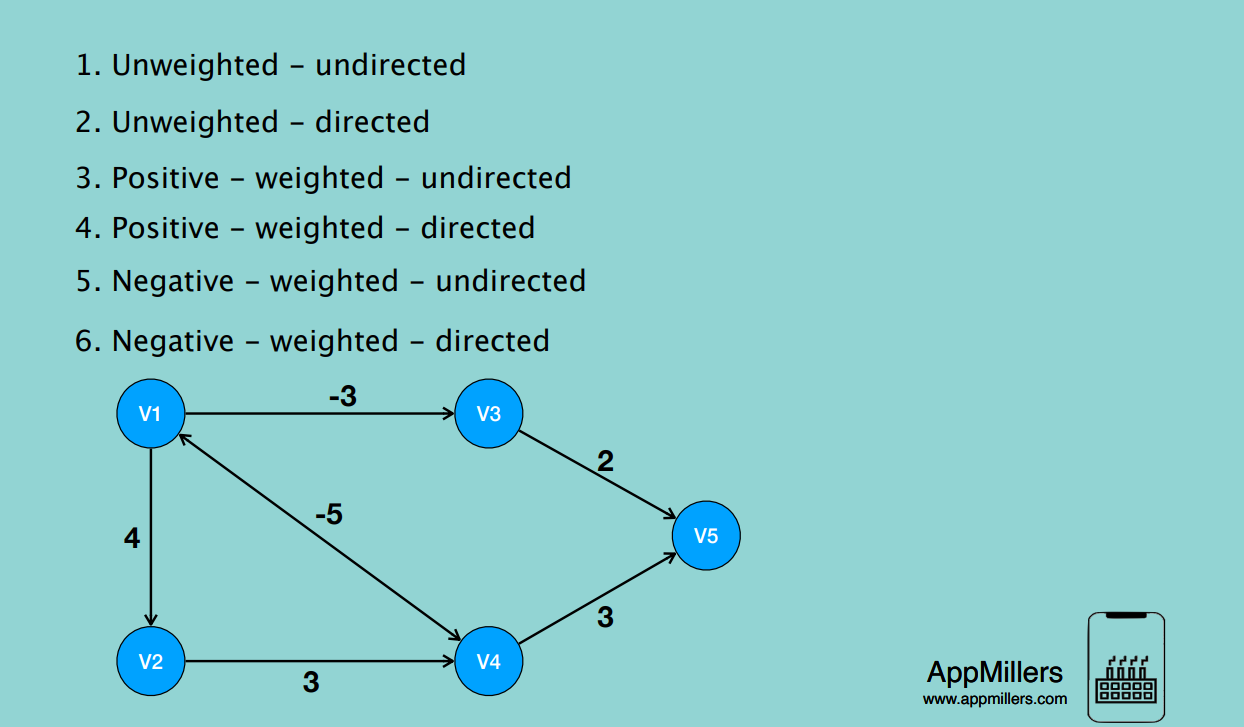 1. Unweighted – undirected
2. Unweighted – directed
3. Positive – weighted – undirected
4. Positive – weighted – directed
5. Negative – weighted – undirected
6. Negative – weighted – directed
-3
V1
V3
2
-5
4
V5
3
V2
V4
3
AppMillers
www.appmillers.com